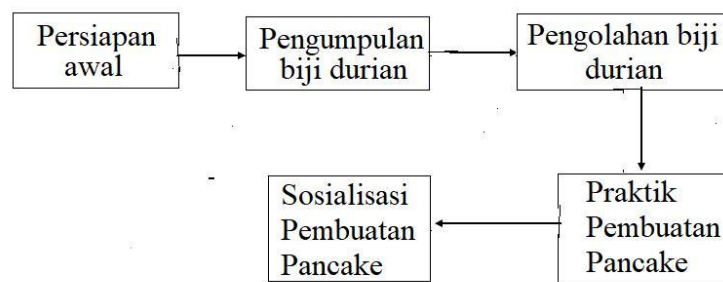 Persiapan
awal
Pengumpulan
biji durian
Pengolahan biji
durian
Praktik
Pembuatan
Pancake
Sosialisasi
Pembuatan
Pancake